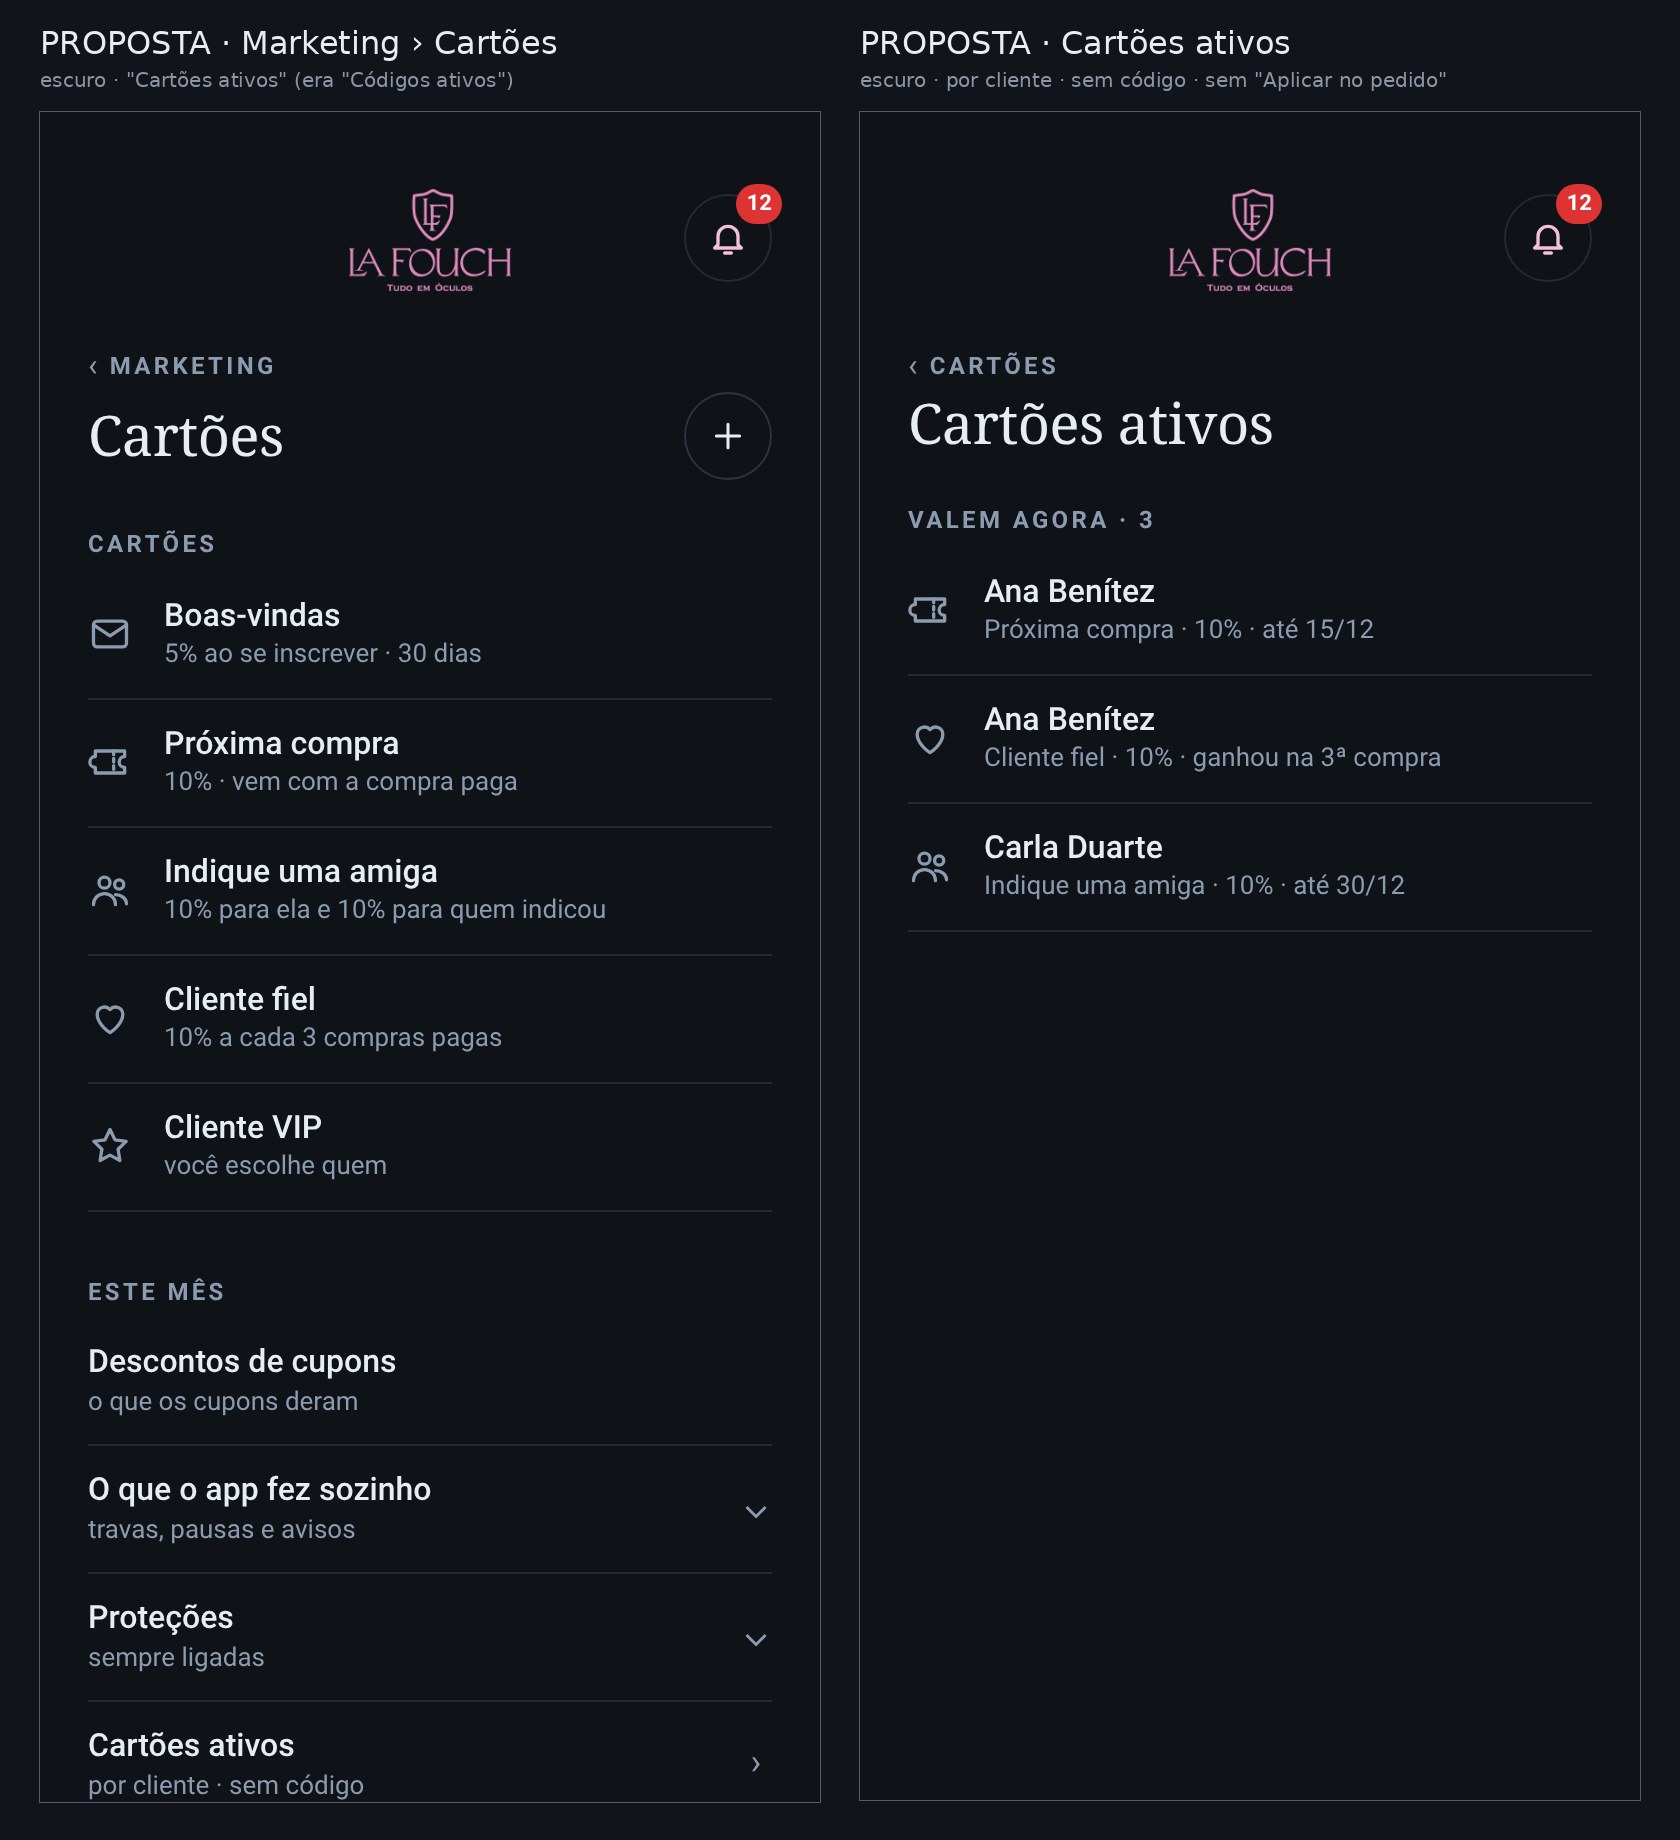 PROPOSTA · Marketing › Cartões
escuro · "Cartões ativos" (era "Códigos ativos")
LF
LA FOUCH
TUDO EM ÓCULOS
12
‹ MARKETING
Cartões
+
CARTÕES
Boas-vindas
5% ao se inscrever · 30 dias
Próxima compra
10% · vem com a compra paga
Indique uma amiga
10% para ela e 10% para quem indicou
Cliente fiel
10% a cada 3 compras pagas
Cliente VIP
você escolhe quem
ESTE MÊS
Descontos de cupons
o que os cupons deram
O que o app fez sozinho
travas, pausas e avisos
Proteções
sempre ligadas
Cartões ativos ›
por cliente · sem código
PROPOSTA · Cartões ativos
escuro · por cliente · sem código · sem "Aplicar no pedido"
LF
LA FOUCH
TUDO EM ÓCULOS
12
‹ CARTÕES
Cartões ativos
VALEM AGORA · 3
Ana Benítez
Próxima compra · 10% · até 15/12
Ana Benítez
Cliente fiel · 10% · ganhou na 3ª compra
Carla Duarte
Indique uma amiga · 10% · até 30/12